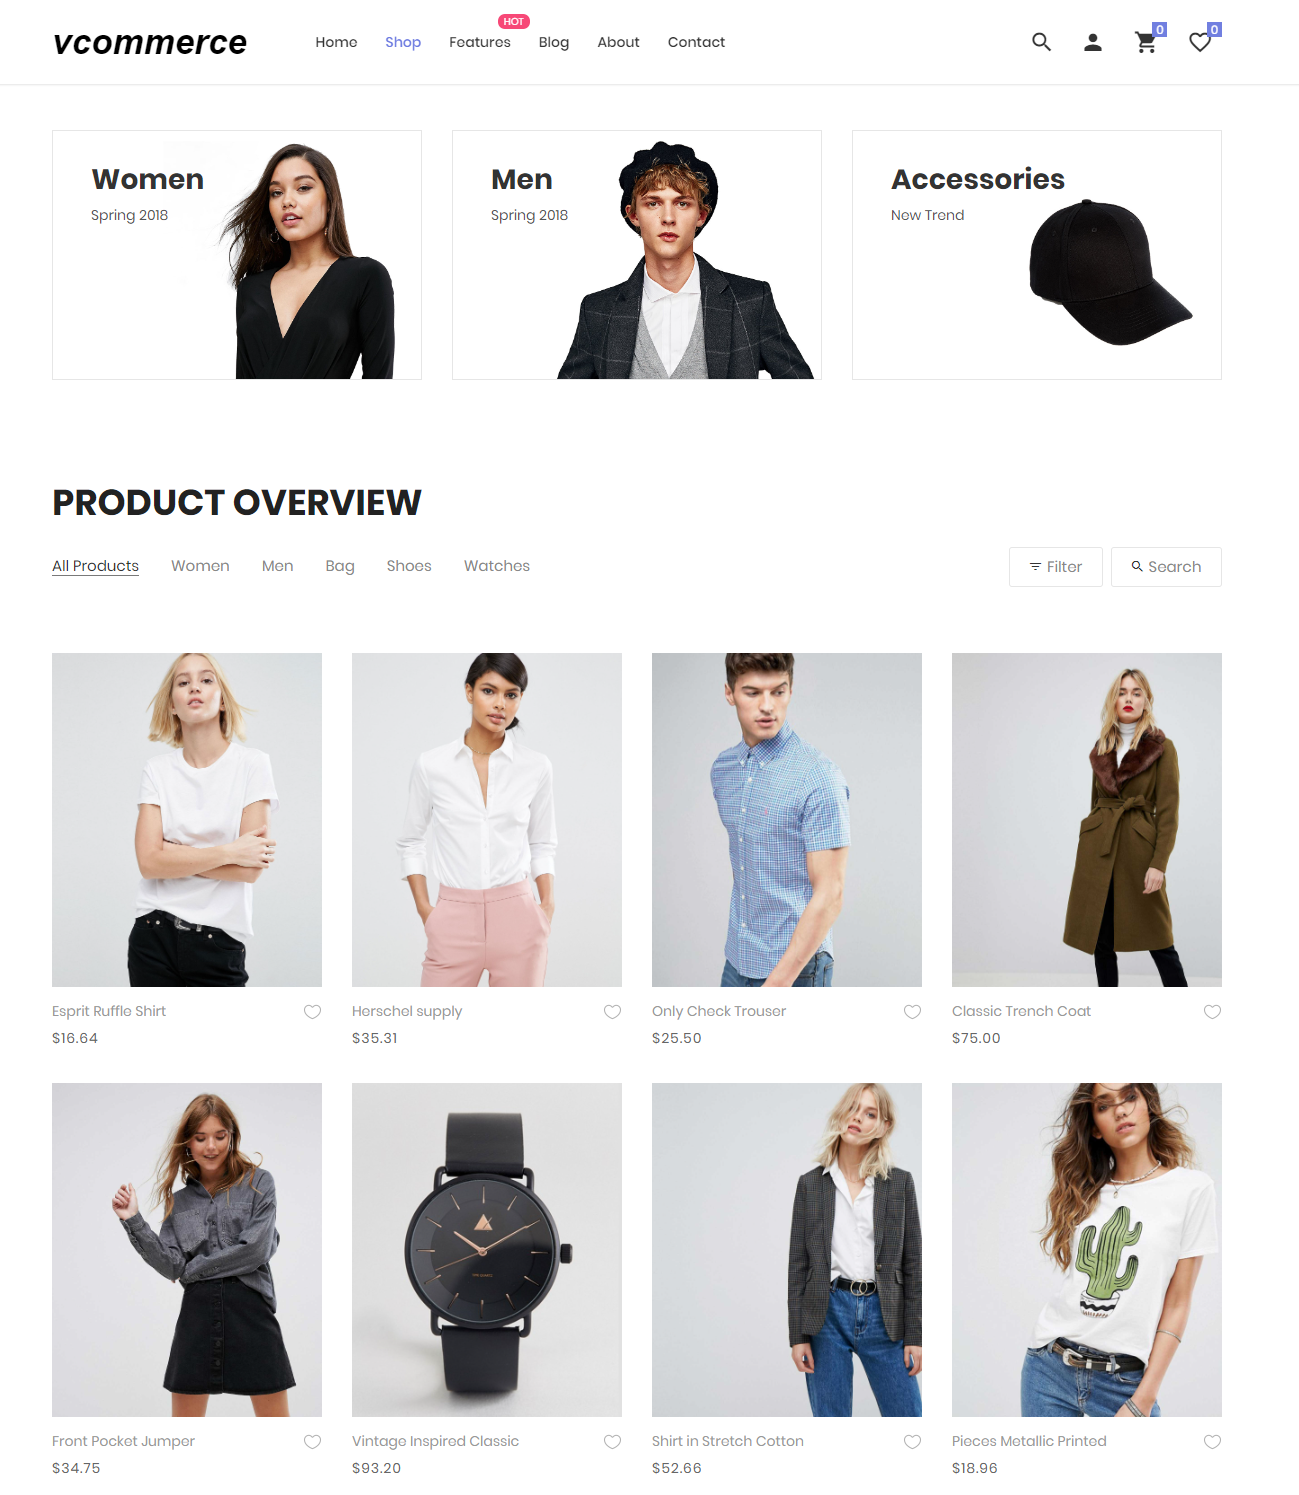 vcommerce
Home Shop Features HOT Blog About Contact
0 0
Women
Spring 2018
Men
Spring 2018
Accessories
New Trend
PRODUCT OVERVIEW
All Products Women Men Bag Shoes Watches
Filter Search
Esprit Ruffle Shirt
$16.64
Herschel supply
$35.31
Only Check Trouser
$25.50
Classic Trench Coat
$75.00
Front Pocket Jumper
$34.75
Vintage Inspired Classic
$93.20
Shirt in Stretch Cotton
$52.66
Pieces Metallic Printed
$18.96